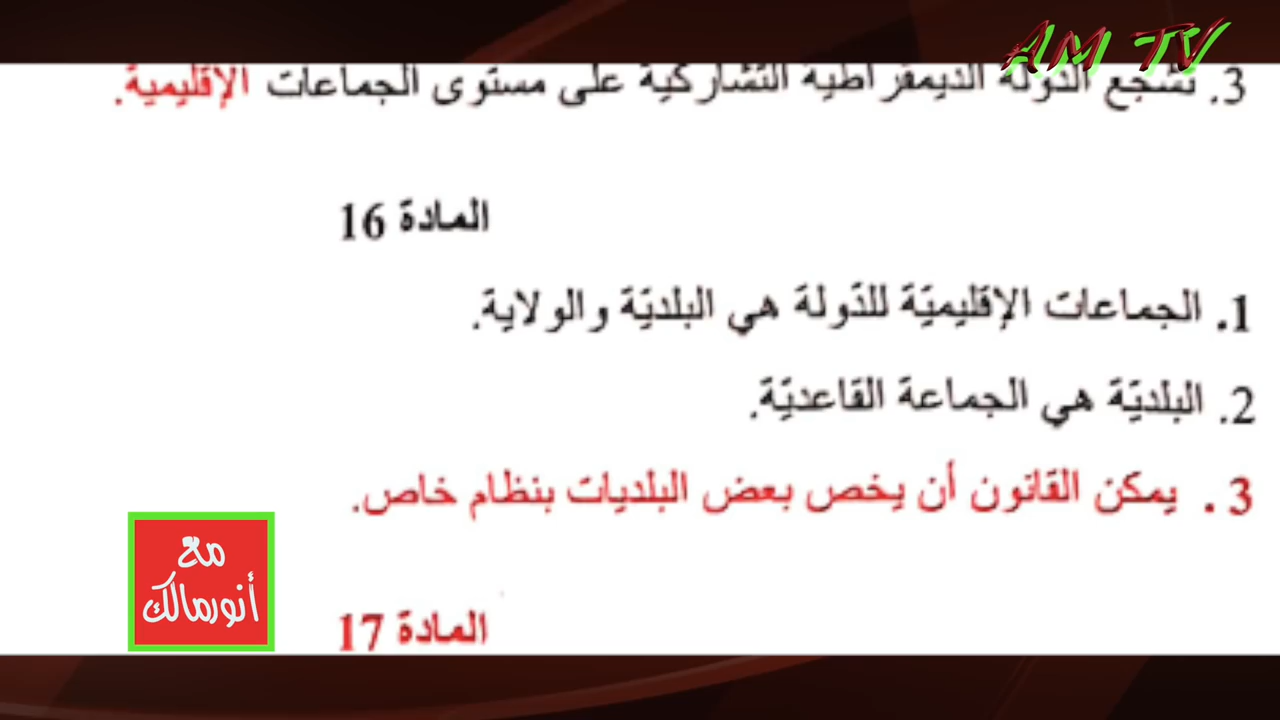 AM TV
3. تشجع الدولة الديمقراطية التشاركية على مستوى الجماعات الإقليمية.
المادة 16
1. الجماعات الإقليميّة للدّولة هي البلديّة والولاية.
2. البلديّة هي الجماعة القاعديّة.
3 . يمكن القانون أن يخص بعض البلديات بنظام خاص.
مع
أنورمالك
المادة 17